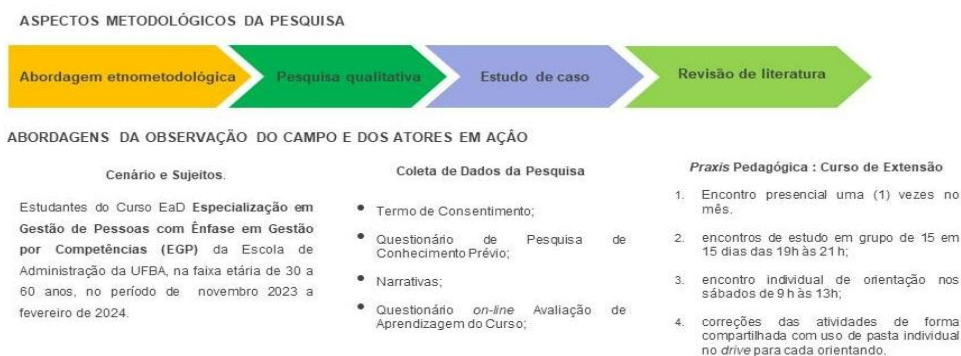 ASPECTOS METODOLÓGICOS DA PESQUISA
Abordagem etnometodológica
Pesquisa qualitativa
Estudo de caso
Revisão de literatura
ABORDAGENS DA OBSERVAÇÃO DO CAMPO E DOS ATORES EM AÇÂO
Cenário e Sujeitos.
Estudantes do Curso EaD Especialização em
Gestão de Pessoas com Ênfase em Gestão
por Competências (EGP) da Escola de
Administração da UFBA, na faixa etária de 30 a
60 anos, no período de novembro 2023 a
fevereiro de 2024.
Coleta de Dados da Pesquisa
• Termo de Consentimento;
• Questionário de Pesquisa de
Conhecimento Prévio;
• Narrativas;
• Questionário on-line Avaliação de
Aprendizagem do Curso;
Praxis Pedagógica : Curso de Extensão
1. Encontro presencial uma (1) vezes no
mês.
2. encontros de estudo em grupo de 15 em
15 dias das 19h às 21h;
3. encontro individual de orientação nos
sábados de 9 h às 13h;
4. correções das atividades de forma
compartilhada com uso de pasta individual
no drive para cada orientando.